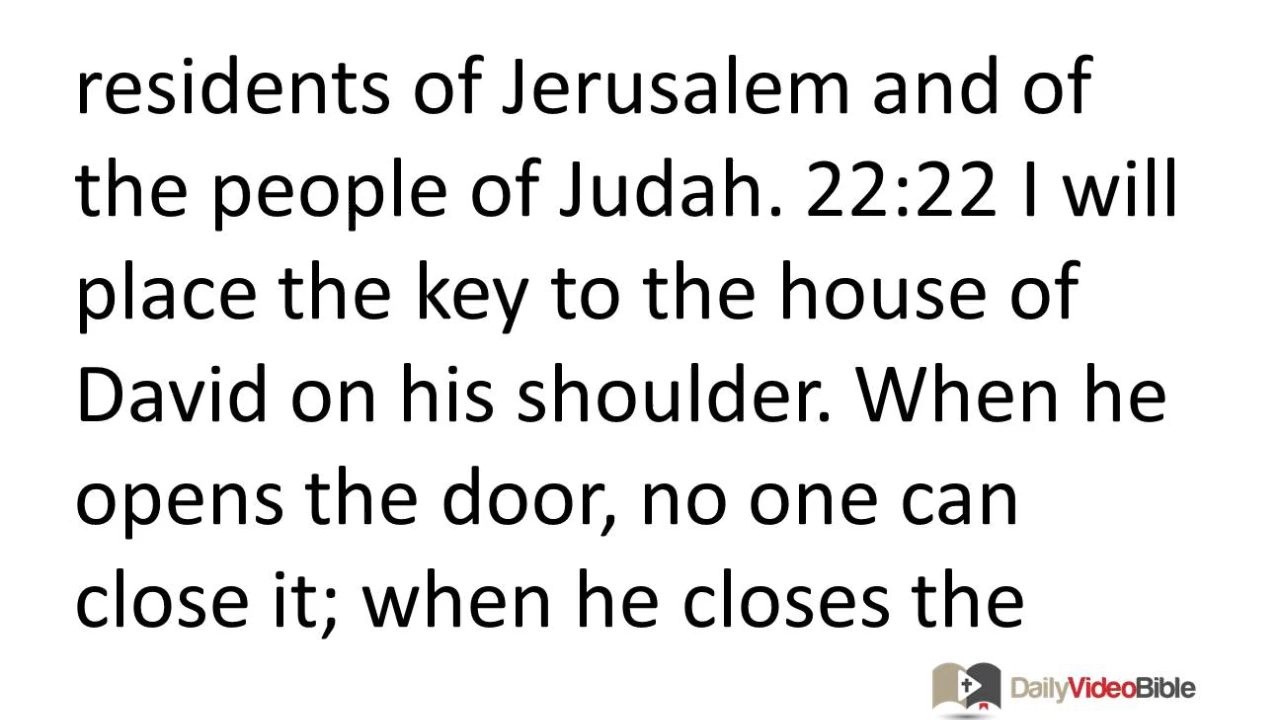 residents of Jerusalem and of
the people of Judah. 22:22 I will
place the key to the house of
David on his shoulder. When he
opens the door, no one can
close it; when he closes the
DailyVideoBible